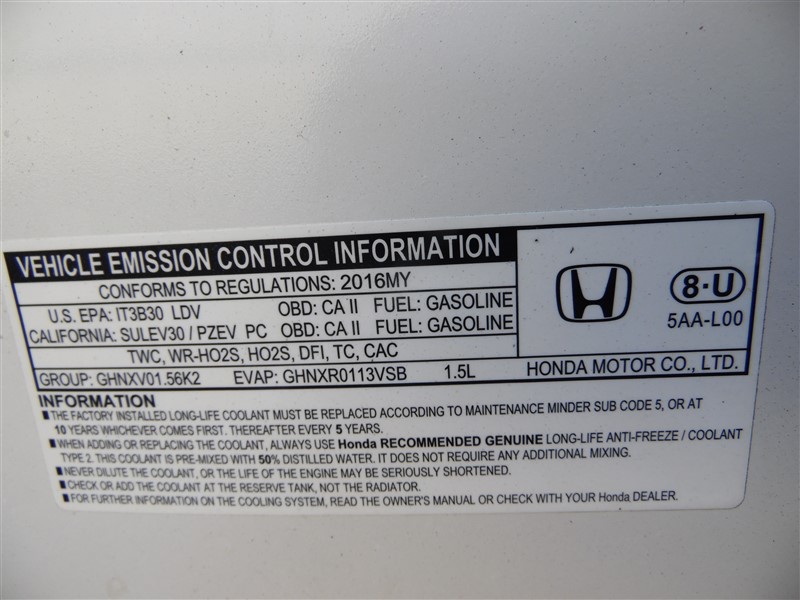 VEHICLE EMISSION CONTROL INFORMATION
CONFORMS TO REGULATIONS: 2016MY
U.S. EPA: IT3B30 LDV OBD: CA II FUEL: GASOLINE
CALIFORNIA: SULEV30 / PZEV PC OBD: CA II FUEL: GASOLINE
TWC, WR-HO2S, HO2S, DFI, TC, CAC
GROUP: GHNXV01.56K2 EVAP: GHNXR0113VSB 1.5L
8·U
5AA-L00
HONDA MOTOR CO., LTD.
INFORMATION
■THE FACTORY INSTALLED LONG-LIFE COOLANT MUST BE REPLACED ACCORDING TO MAINTENANCE MINDER SUB CODE 5, OR AT
10 YEARS WHICHEVER COMES FIRST. THEREAFTER EVERY 5 YEARS.
■WHEN ADDING OR REPLACING THE COOLANT, ALWAYS USE Honda RECOMMENDED GENUINE LONG-LIFE ANTI-FREEZE / COOLANT
TYPE 2. THIS COOLANT IS PRE-MIXED WITH 50% DISTILLED WATER. IT DOES NOT REQUIRE ANY ADDITIONAL MIXING.
■NEVER DILUTE THE COOLANT, OR THE LIFE OF THE ENGINE MAY BE SERIOUSLY SHORTENED.
■CHECK OR ADD THE COOLANT AT THE RESERVE TANK, NOT THE RADIATOR.
■FOR FURTHER INFORMATION ON THE COOLING SYSTEM, READ THE OWNER'S MANUAL OR CHECK WITH YOUR Honda DEALER.